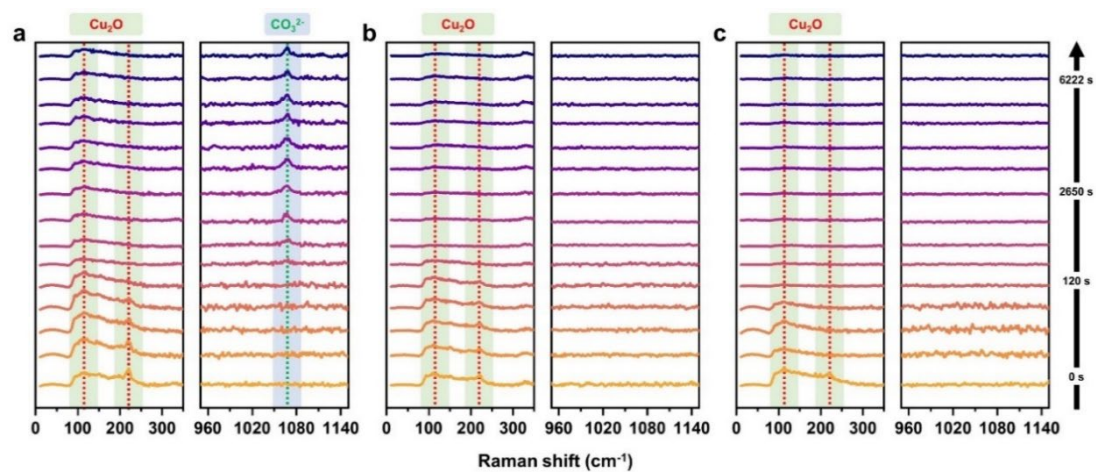 Cu₂O CO₃²⁻ Cu₂O Cu₂O
a b c
6222 s
2650 s
120 s
0 s
0 100 200 300 960 1020 1080 1140 0 100 200 300 960 1020 1080 1140 0 100 200 300 960 1020 1080 1140
Raman shift (cm⁻¹)